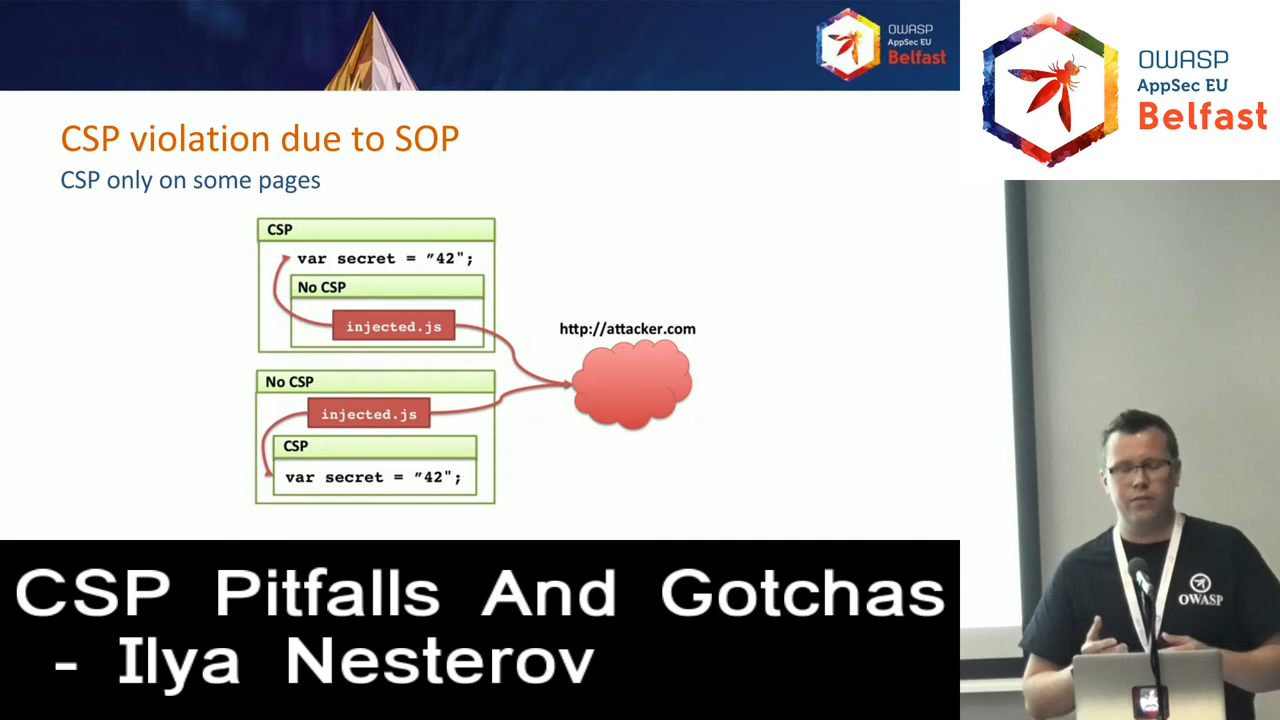 OWASP
AppSec EU
Belfast
OWASP
AppSec EU
Belfast
CSP violation due to SOP
CSP only on some pages
CSP
var secret = ”42";
No CSP
injected.js
http://attacker.com
No CSP
injected.js
CSP
var secret = ”42";
OWASP
CSP Pitfalls And Gotchas
- Ilya Nesterov